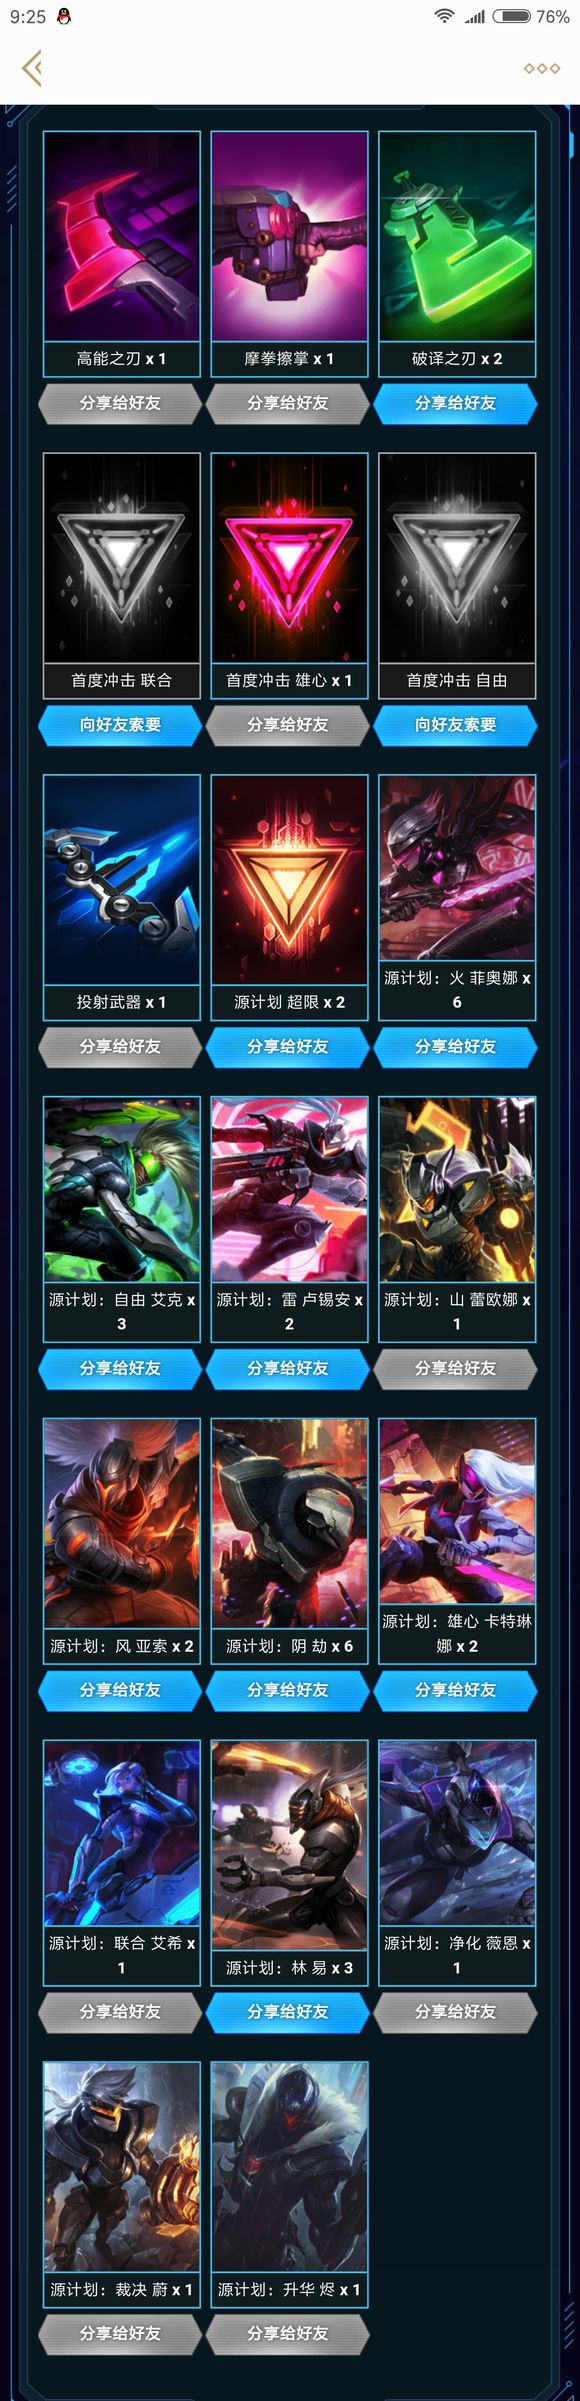 9:25
76%
高能之刃 x 1
摩拳擦掌 x 1
破译之刃 x 2
分享给好友
分享给好友
分享给好友
首度冲击 联合
首度冲击 雄心 x 1
首度冲击 自由
向好友索要
分享给好友
向好友索要
投射武器 x 1
源计划 超限 x 2
源计划：火 菲奥娜 x
6
分享给好友
分享给好友
分享给好友
源计划：自由 艾克 x
3
源计划：雷 卢锡安 x
2
源计划：山 蕾欧娜 x
1
分享给好友
分享给好友
分享给好友
源计划：风 亚索 x 2
源计划：阴 劫 x 6
源计划：雄心 卡特琳
娜 x 2
分享给好友
分享给好友
分享给好友
源计划：联合 艾希 x
1
源计划：林 易 x 3
源计划：净化 薇恩 x
1
分享给好友
分享给好友
分享给好友
源计划：裁决 蔚 x 1
源计划：升华 烬 x 1
分享给好友
分享给好友